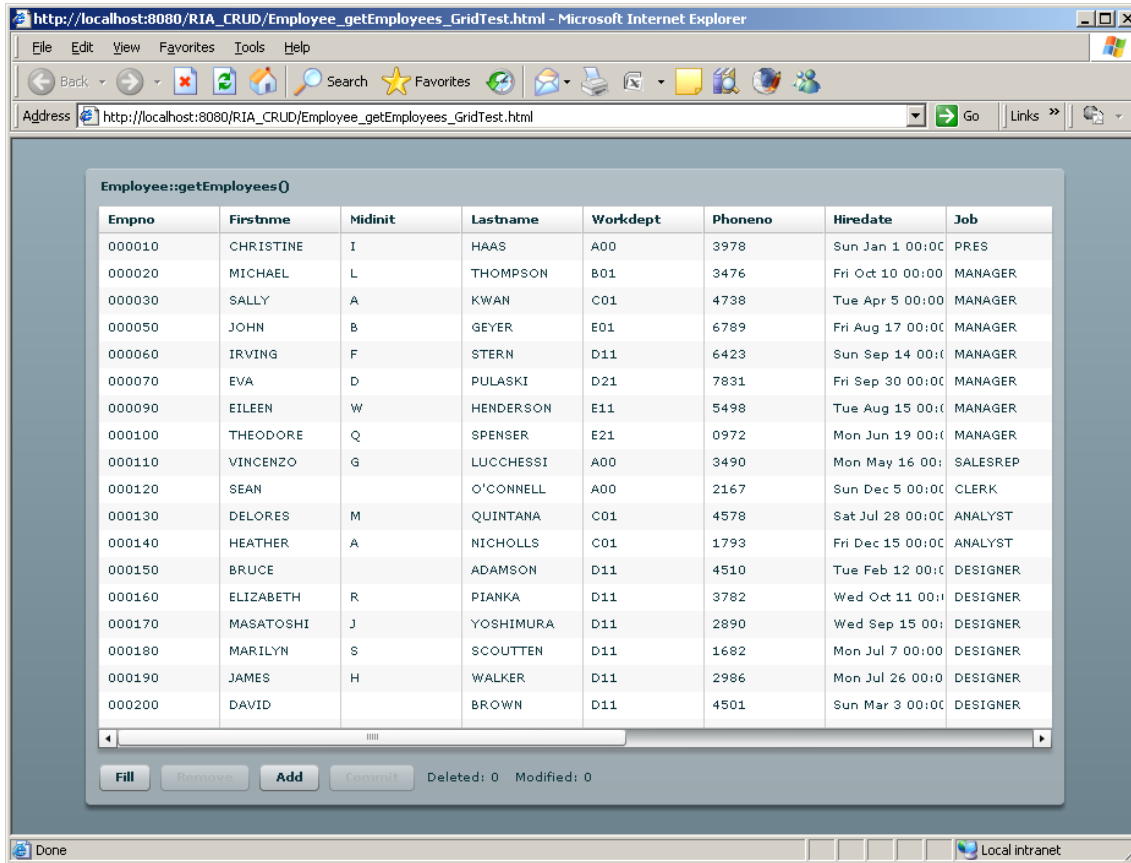 http://localhost:8080/RIA_CRUD/Employee_getEmployees_GridTest.html - Microsoft Internet Explorer
File Edit View Favorites Tools Help
Back Search Favorites
Address http://localhost:8080/RIA_CRUD/Employee_getEmployees_GridTest.html Go Links »
Employee::getEmployees()
Empno Firstnme Midinit Lastname Workdept Phoneno Hiredate Job
000010 CHRISTINE I HAAS A00 3978 Sun Jan 1 00:00 PRES
000020 MICHAEL L THOMPSON B01 3476 Fri Oct 10 00:00 MANAGER
000030 SALLY A KWAN C01 4738 Tue Apr 5 00:00 MANAGER
000050 JOHN B GEYER E01 6789 Fri Aug 17 00:00 MANAGER
000060 IRVING F STERN D11 6423 Sun Sep 14 00:0 MANAGER
000070 EVA D PULASKI D21 7831 Fri Sep 30 00:00 MANAGER
000090 EILEEN W HENDERSON E11 5498 Tue Aug 15 00:0 MANAGER
000100 THEODORE Q SPENSER E21 0972 Mon Jun 19 00:0 MANAGER
000110 VINCENZO G LUCCHESSI A00 3490 Mon May 16 00: SALESREP
000120 SEAN O'CONNELL A00 2167 Sun Dec 5 00:00 CLERK
000130 DELORES M QUINTANA C01 4578 Sat Jul 28 00:00 ANALYST
000140 HEATHER A NICHOLLS C01 1793 Fri Dec 15 00:00 ANALYST
000150 BRUCE ADAMSON D11 4510 Tue Feb 12 00:0 DESIGNER
000160 ELIZABETH R PIANKA D11 3782 Wed Oct 11 00: DESIGNER
000170 MASATOSHI J YOSHIMURA D11 2890 Wed Sep 15 00: DESIGNER
000180 MARILYN S SCOUTTEN D11 1682 Mon Jul 7 00:00 DESIGNER
000190 JAMES H WALKER D11 2986 Mon Jul 26 00:0 DESIGNER
000200 DAVID BROWN D11 4501 Sun Mar 3 00:00 DESIGNER
Fill Remove Add Commit Deleted: 0 Modified: 0
Done Local intranet